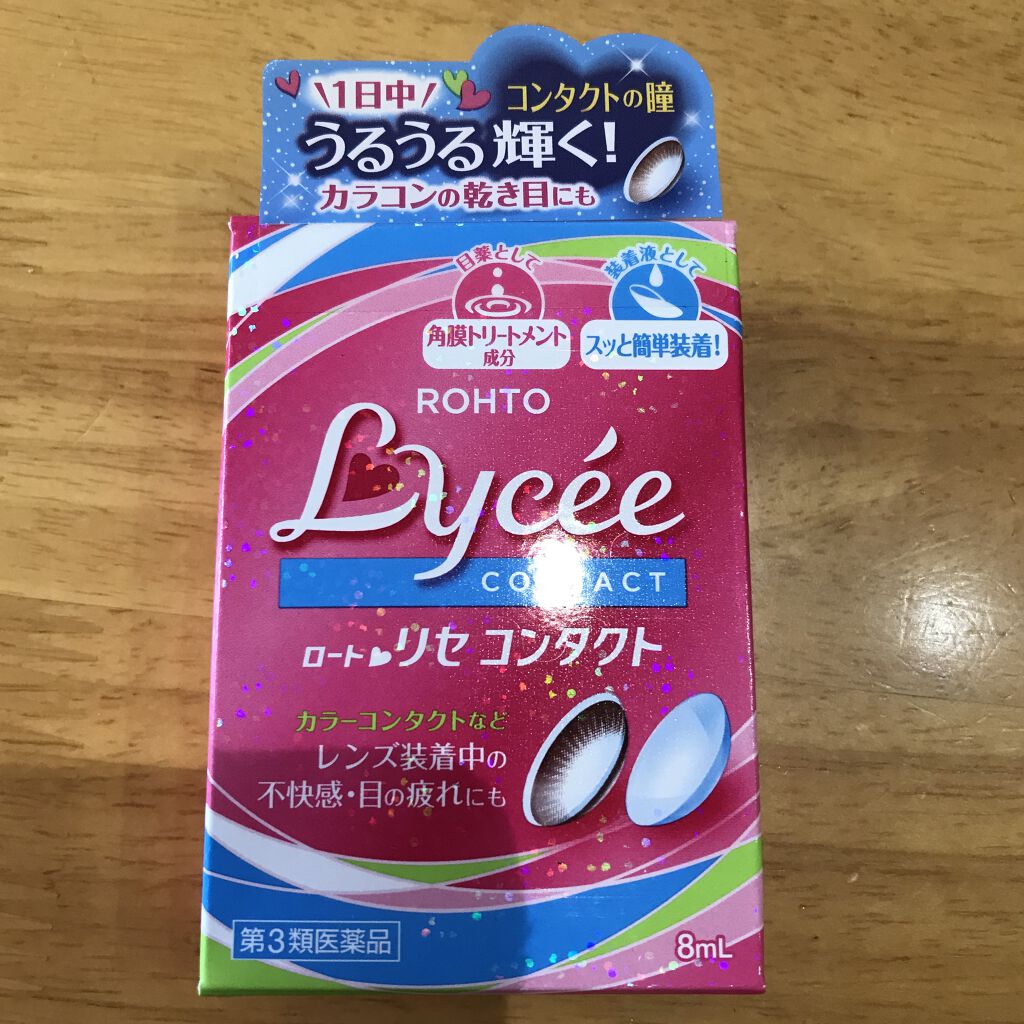 \1日中/
コンタクトの瞳
うるうる輝く!
カラコンの乾き目にも
目薬として
装着液として
角膜トリートメント
成分
スッと簡単装着!
ROHTO
Lycée
ロート リセ コンタクト
カラーコンタクトなど
レンズ装着中の
不快感・目の疲れにも
第3類医薬品
8mL